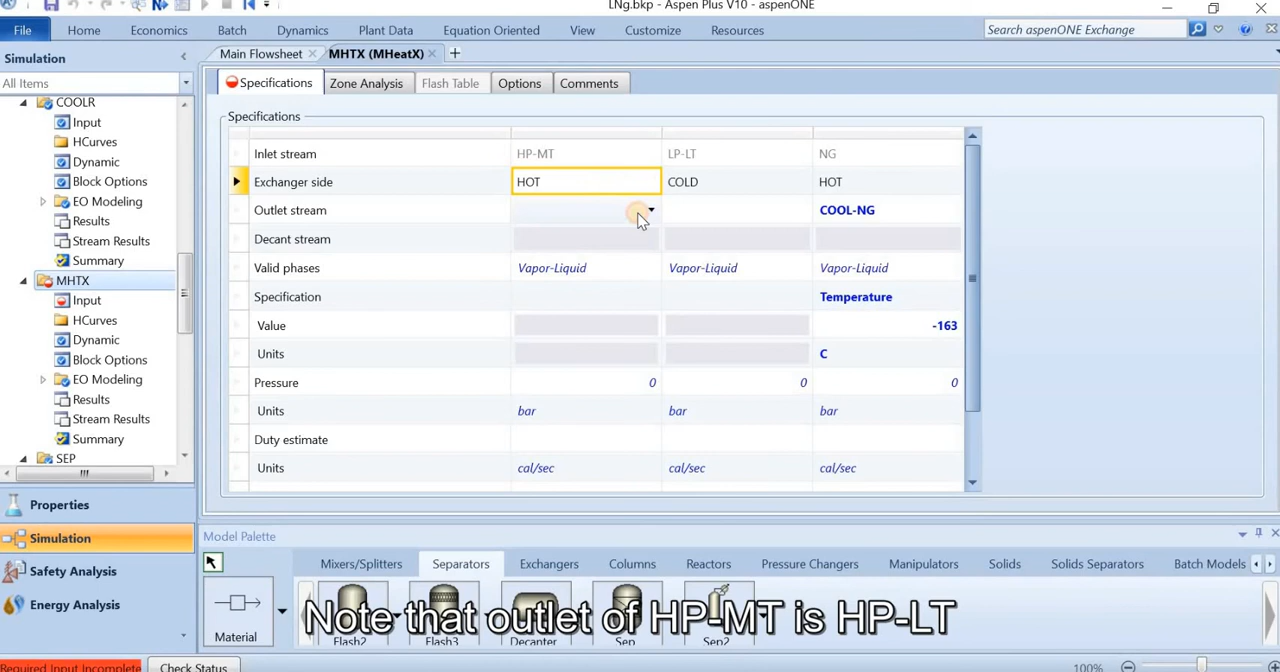 LNg.bkp - Aspen Plus V10 - aspenONE
File Home Economics Batch Dynamics Plant Data Equation Oriented View Customize Resources Search aspenONE Exchange
Simulation Main Flowsheet MHTX (MHeatX)
All Items Specifications Zone Analysis Flash Table Options Comments
COOLR
Input
HCurves
Dynamic
Block Options
EO Modeling
Results
Stream Results
Summary
MHTX
Input
HCurves
Dynamic
Block Options
EO Modeling
Results
Stream Results
Summary
SEP
Specifications
Inlet stream HP-MT LP-LT NG
Exchanger side HOT COLD HOT
Outlet stream COOL-NG
Decant stream
Valid phases Vapor-Liquid Vapor-Liquid Vapor-Liquid
Specification Temperature
Value -163
Units C
Pressure 0 0 0
Units bar bar bar
Duty estimate
Units cal/sec cal/sec cal/sec
Properties
Simulation
Safety Analysis
Energy Analysis
Model Palette
Mixers/Splitters Separators Exchangers Columns Reactors Pressure Changers Manipulators Solids Solids Separators Batch Models
Material Flash2 Flash3 Decanter Sep Sep2
Note that outlet of HP-MT is HP-LT
Required Input Incomplete Check Status 100%